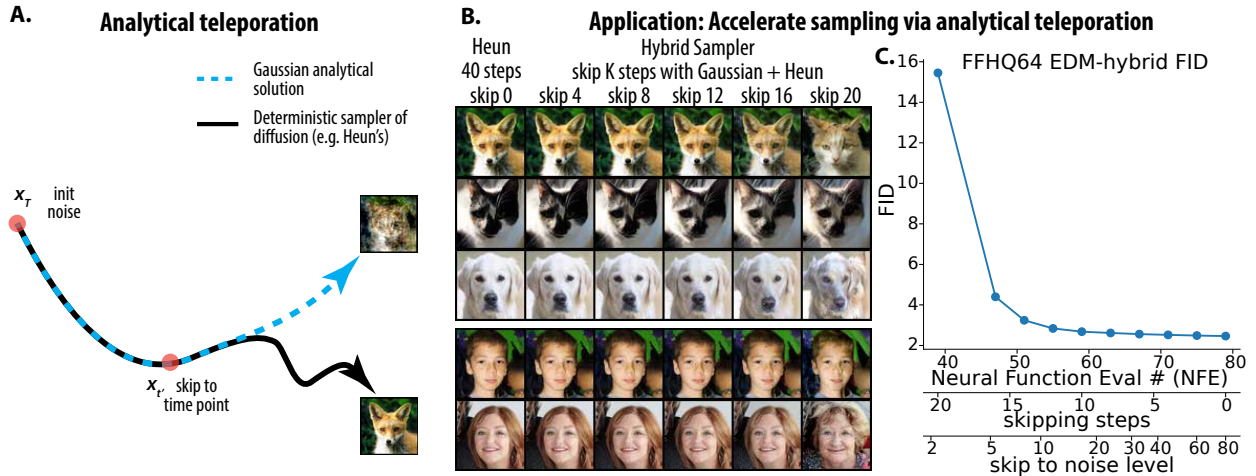 A.
Analytical teleporation
Gaussian analytical
solution
Deterministic sampler of
diffusion (e.g. Heun's)
x_T init
noise
x_t' skip to
time point
B.
Application: Accelerate sampling via analytical teleporation
Heun
40 steps
skip 0
Hybrid Sampler
skip K steps with Gaussian + Heun
skip 4 skip 8 skip 12 skip 16 skip 20
C.
FFHQ64 EDM-hybrid FID
16
14
12
10
8
6
4
2
FID
40 50 60 70 80
Neural Function Eval # (NFE)
20 15 10 5 0
skipping steps
2 5 10 20 30 40 60 80
skip to noise level